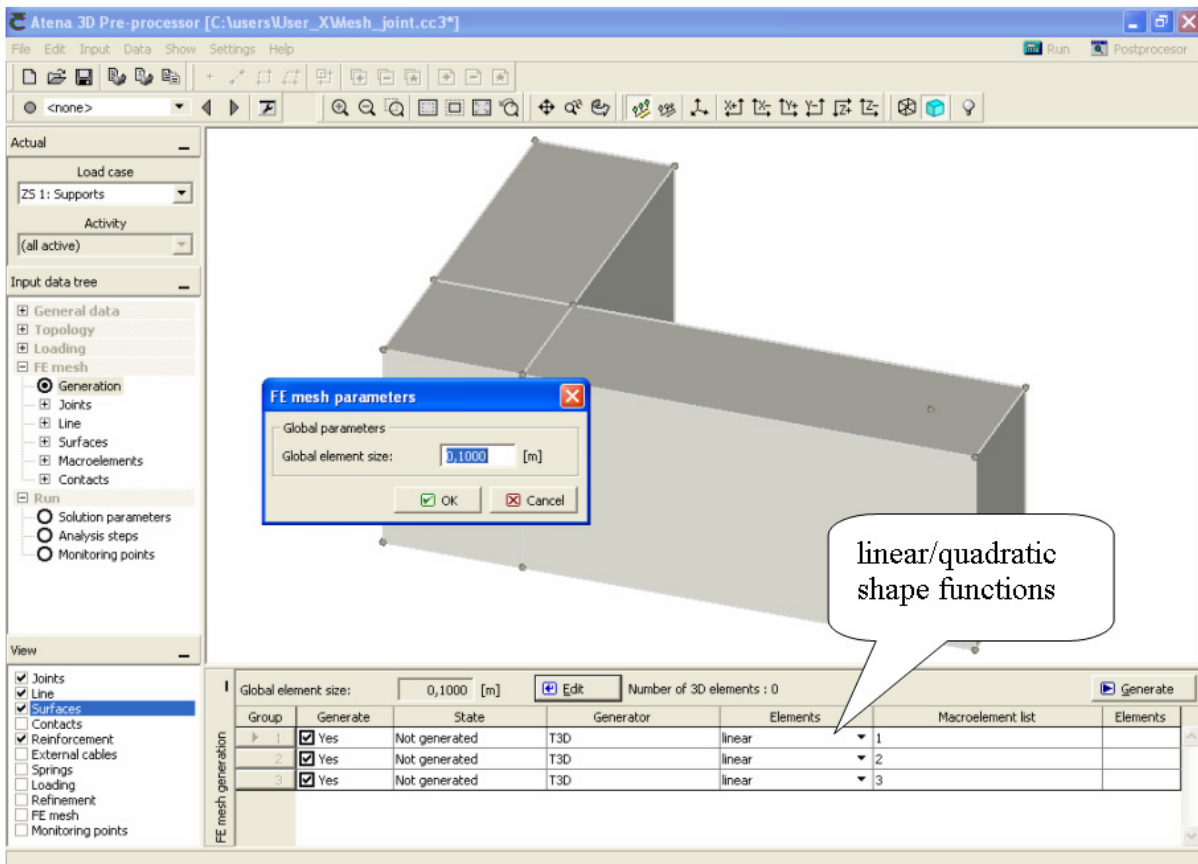 Atena 3D Pre-processor [C:\users\User_X\Mesh_joint.cc3*]
File Edit Input Data Show Settings Help Run Postprocesor
<none>
Actual
Load case
ZS 1: Supports
Activity
(all active)
Input data tree
General data
Topology
Loading
FE mesh
Generation
Joints
Line
Surfaces
Macroelements
Contacts
Run
Solution parameters
Analysis steps
Monitoring points
FE mesh parameters
Global parameters
Global element size: 0,1000 [m]
OK Cancel
linear/quadratic
shape functions
View
Joints
Line
Surfaces
Contacts
Reinforcement
External cables
Springs
Loading
Refinement
FE mesh
Monitoring points
FE mesh generation
Global element size: 0,1000 [m] Edit Number of 3D elements : 0 Generate
Group Generate State Generator Elements Macroelement list Elements
1 Yes Not generated T3D linear 1
2 Yes Not generated T3D linear 2
3 Yes Not generated T3D linear 3